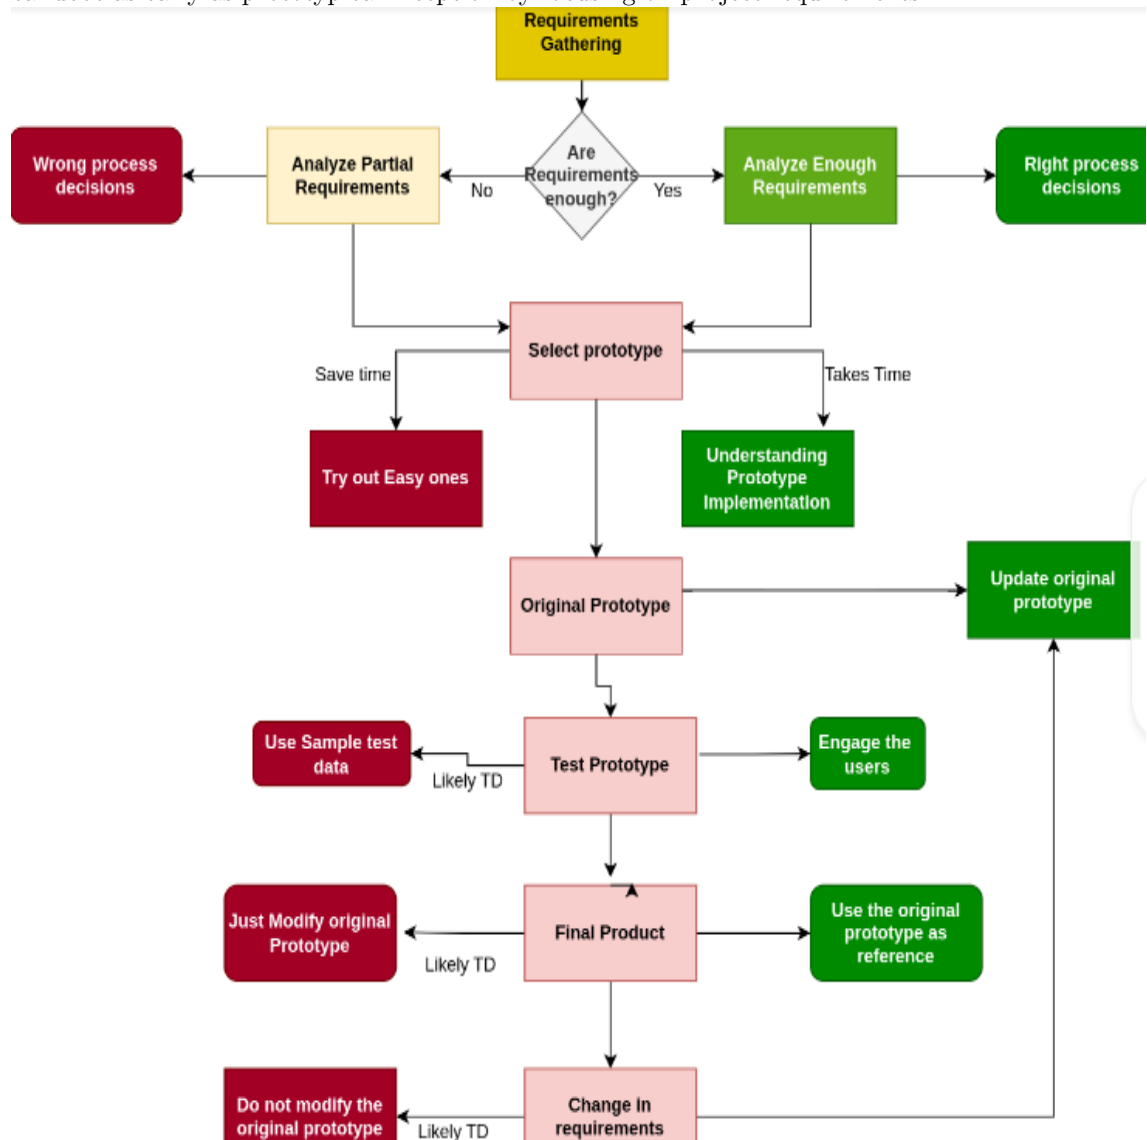 Requirements
Gathering
Wrong process
decisions
Analyze Partial
Requirements
No
Are
Requirements
enough?
Yes
Analyze Enough
Requirements
Right process
decisions
Select prototype
Save time
Takes Time
Try out Easy ones
Understanding
Prototype
Implementation
Original Prototype
Update original
prototype
Use Sample test
data
Likely TD
Test Prototype
Engage the
users
Just Modify original
Prototype
Likely TD
Final Product
Use the original
prototype as
reference
Do not modify the
original prototype
Likely TD
Change in
requirements